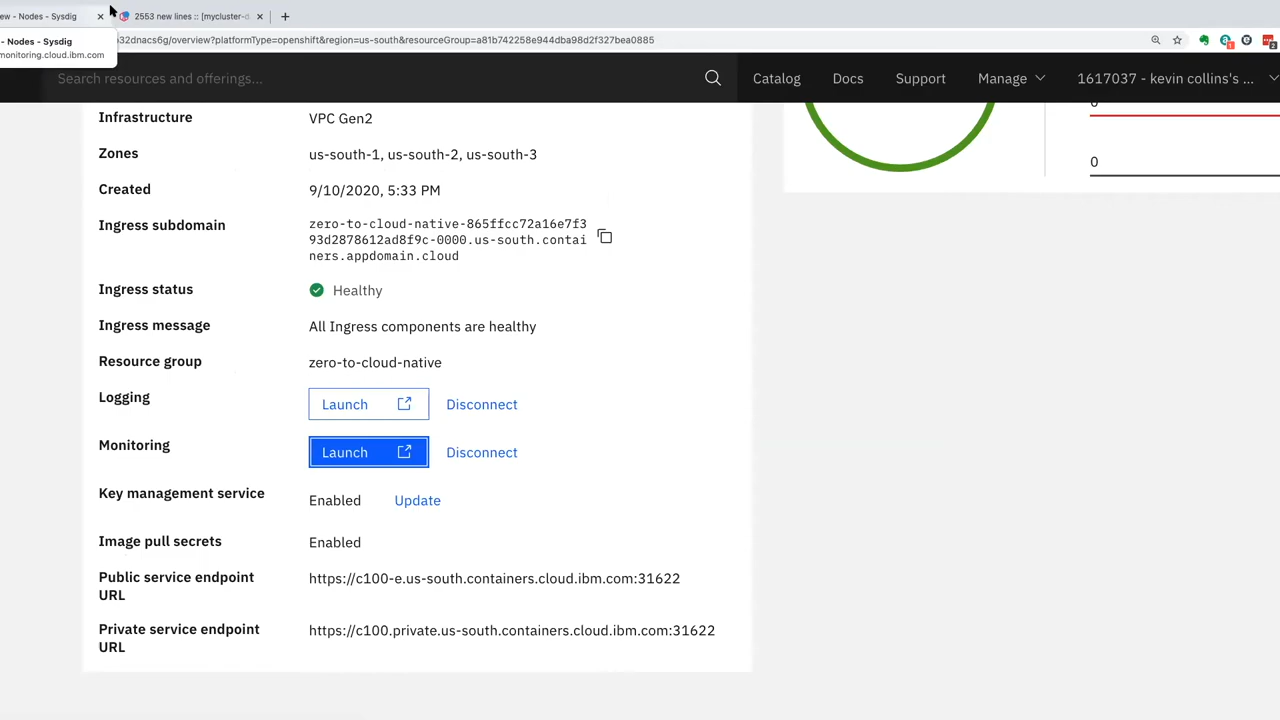 ew - Nodes - Sysdig
2553 new lines :: [mycluster-d
- Nodes - Sysdig
monitoring.cloud.ibm.com
32dnacs6g/overview?platformType=openshift&region=us-south&resourceGroup=a81b742258e944dba98d2f327bea0885
Search resources and offerings...
Catalog
Docs
Support
Manage
1617037 - kevin collins's ...
Infrastructure
VPC Gen2
Zones
us-south-1, us-south-2, us-south-3
Created
9/10/2020, 5:33 PM
Ingress subdomain
zero-to-cloud-native-865ffcc72a16e7f3
93d2878612ad8f9c-0000.us-south.contai
ners.appdomain.cloud
Ingress status
Healthy
Ingress message
All Ingress components are healthy
Resource group
zero-to-cloud-native
Logging
Launch
Disconnect
Monitoring
Launch
Disconnect
Key management service
Enabled
Update
Image pull secrets
Enabled
Public service endpoint
URL
https://c100-e.us-south.containers.cloud.ibm.com:31622
Private service endpoint
URL
https://c100.private.us-south.containers.cloud.ibm.com:31622
0
0